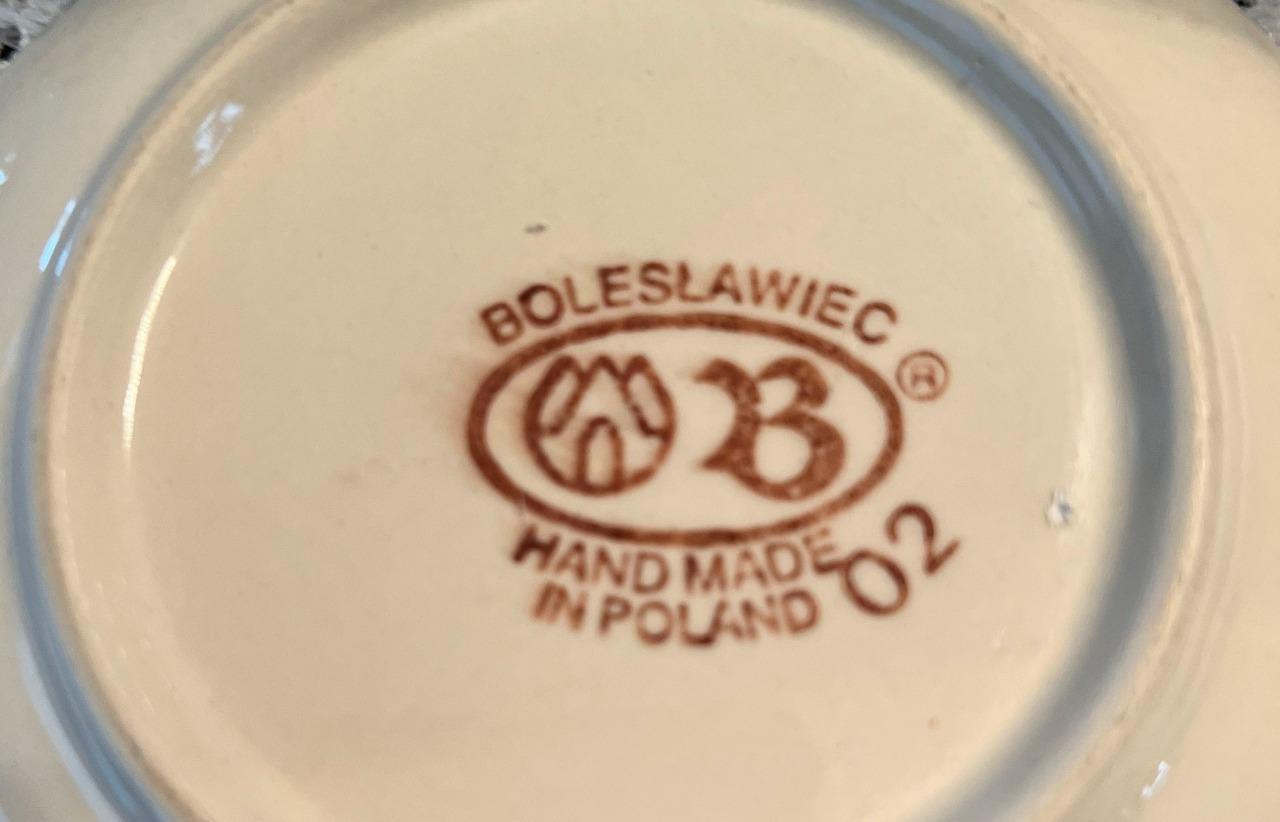 BOLESŁAWIEC
B ®
HAND MADE
IN POLAND
02